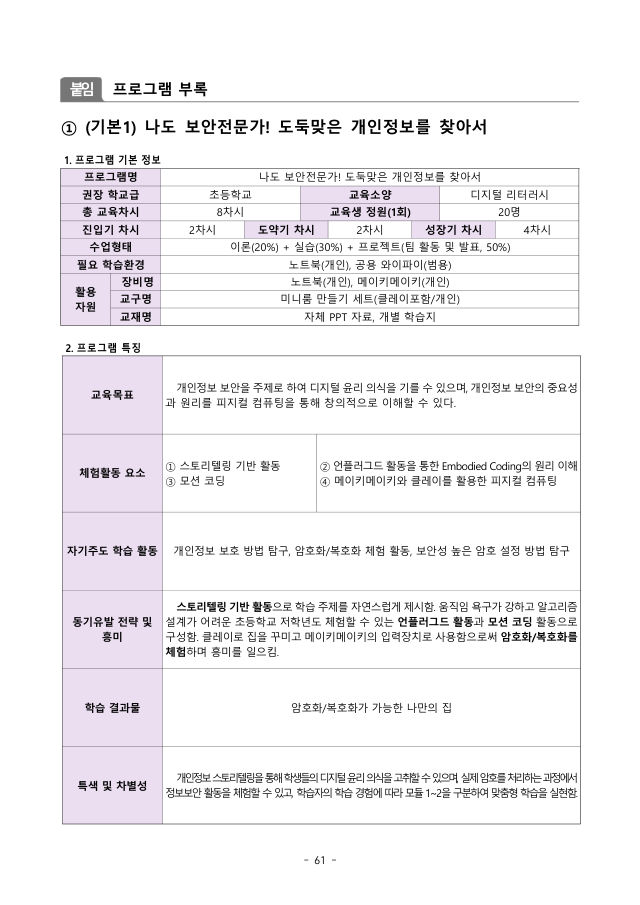 붙임 프로그램 부록
① (기본1) 나도 보안전문가! 도둑맞은 개인정보를 찾아서
1. 프로그램 기본 정보
프로그램명 나도 보안전문가! 도둑맞은 개인정보를 찾아서
권장 학교급 초등학교 교육소양 디지털 리터러시
총 교육차시 8차시 교육생 정원(1회) 20명
진입기 차시 2차시 도약기 차시 2차시 성장기 차시 4차시
수업형태 이론(20%) + 실습(30%) + 프로젝트(팀 활동 및 발표, 50%)
필요 학습환경 노트북(개인), 공용 와이파이(범용)
활용 자원
장비명 노트북(개인), 메이키메이키(개인)
교구명 미니룸 만들기 세트(클레이포함/개인)
교재명 자체 PPT 자료, 개별 학습지
2. 프로그램 특징
교육목표
개인정보 보안을 주제로 하여 디지털 윤리 의식을 기를 수 있으며, 개인정보 보안의 중요성
과 원리를 피지컬 컴퓨팅을 통해 창의적으로 이해할 수 있다.
체험활동 요소
① 스토리텔링 기반 활동
③ 모션 코딩
② 언플러그드 활동을 통한 Embodied Coding의 원리 이해
④ 메이키메이키와 클레이를 활용한 피지컬 컴퓨팅
자기주도 학습 활동 개인정보 보호 방법 탐구, 암호화/복호화 체험 활동, 보안성 높은 암호 설정 방법 탐구
동기유발 전략 및
흥미
스토리텔링 기반 활동으로 학습 주제를 자연스럽게 제시함. 움직임 욕구가 강하고 알고리즘
설계가 어려운 초등학교 저학년도 체험할 수 있는 언플러그드 활동과 모션 코딩 활동으로
구성함. 클레이로 집을 꾸미고 메이키메이키의 입력장치로 사용함으로써 암호화/복호화를
체험하며 흥미를 일으킴.
학습 결과물 암호화/복호화가 가능한 나만의 집
특색 및 차별성
개인정보 스토리텔링을 통해 학생들의 디지털 윤리 의식을 고취할 수 있으며, 실제 암호를 처리하는 과정에서
정보보안 활동을 체험할 수 있고, 학습자의 학습 경험에 따라 모듈 1~2을 구분하여 맞춤형 학습을 실현함.
- 61 -